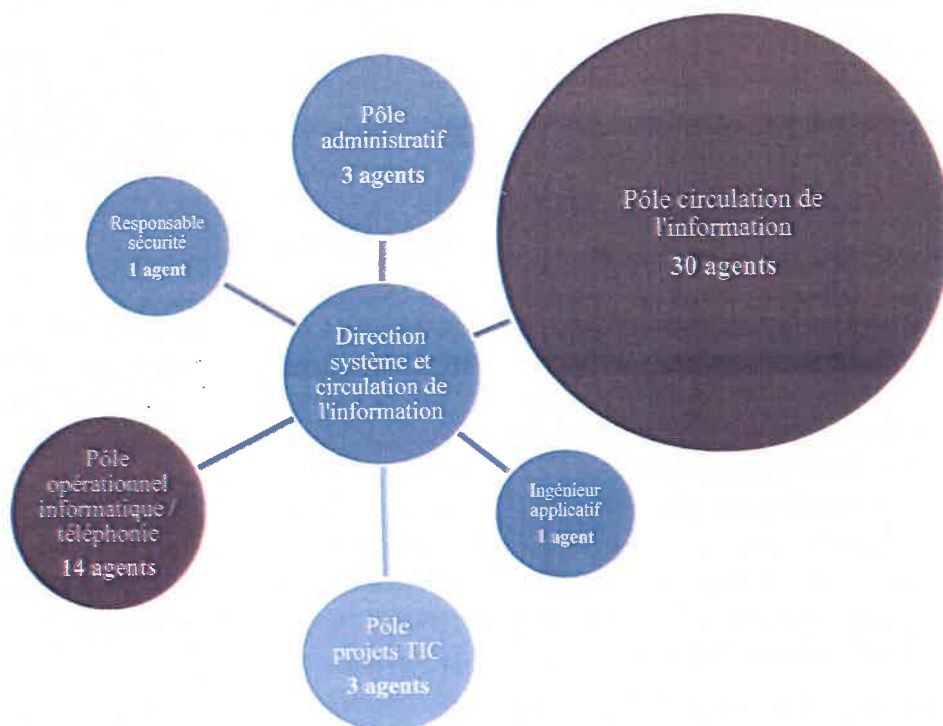 Pôle
administratif
3 agents
Pôle circulation de
l'information
30 agents
Responsable
sécurité
1 agent
Direction
système et
circulation de
l'information
Pôle
opérationnel
informatique /
téléphonie
14 agents
Ingénieur
applicatif
1 agent
Pôle
projets TIC
3 agents